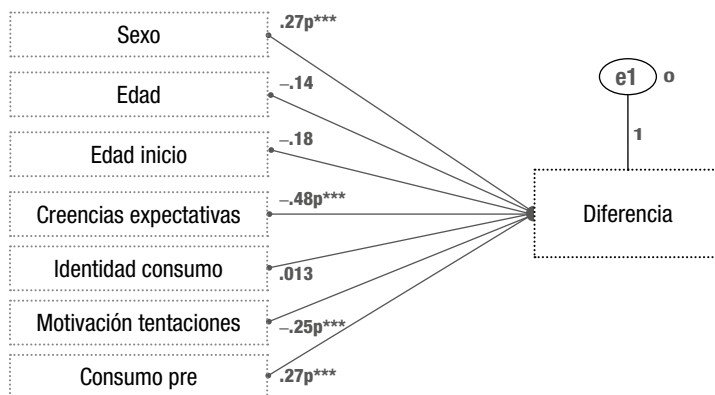 Sexo
.27p***
Edad
–.14
Edad inicio
–.18
Creencias expectativas
–.48p***
Identidad consumo
.013
Motivación tentaciones
–.25p***
Consumo pre
.27p***
e1
o
1
Diferencia